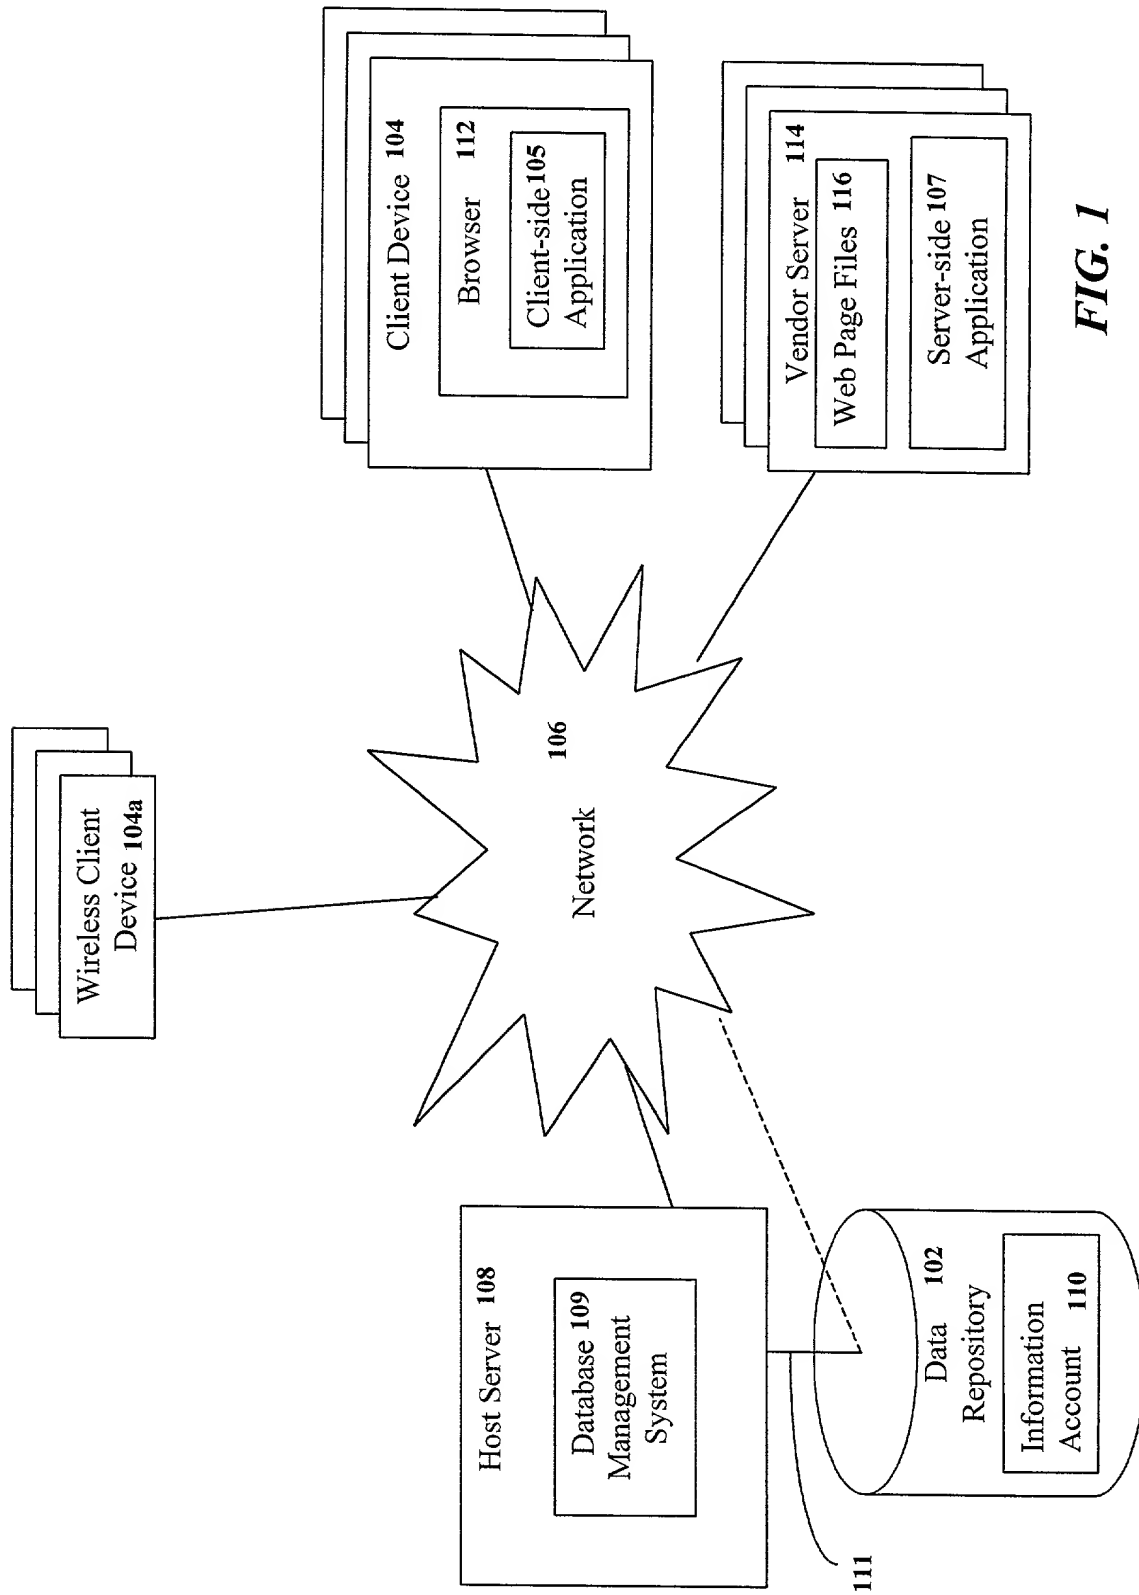 Wireless Client
Device 104a
Client Device 104
Browser 112
Client-side 105
Application
Host Server 108
Database 109
Management
System
106
Network
Vendor Server 114
Web Page Files 116
Server-side 107
Application
111
Data 102
Repository
Information
Account 110
FIG. 1